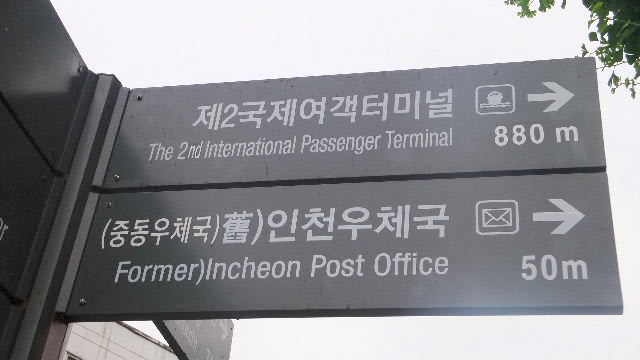 제2국제여객터미널
880 m
The 2nd International Passenger Terminal
(중동우체국)舊)인천우체국
50m
Former)Incheon Post Office